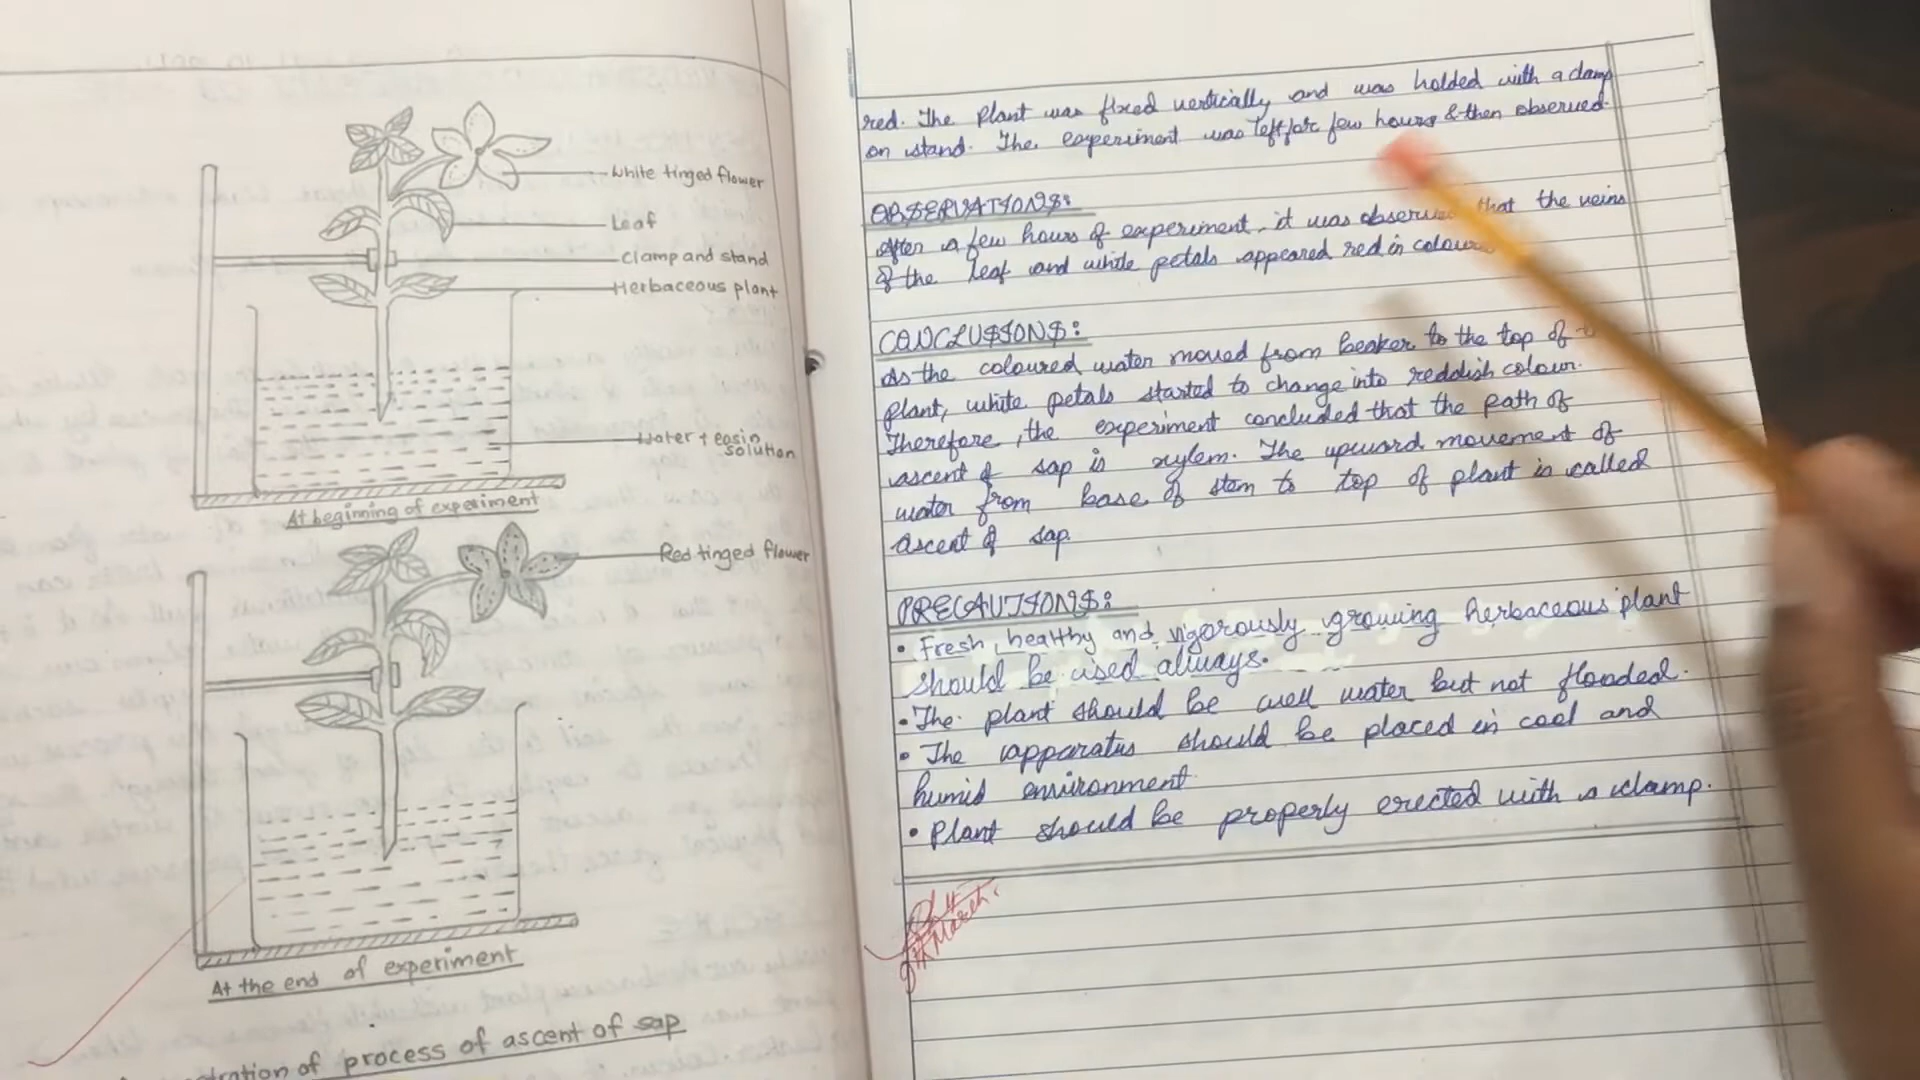 White tinged flower
Leaf
Clamp and stand
Herbaceous plant
Water + eosin
solution
At beginning of experiment
Red tinged flower
At the end of experiment
process of ascent of sap
red. The plant was fixed vertically and was holded with a clamp
on stand. The experiment was left for few hours & then observed.
OBSERVATIONS:
After a few hours of experiment, it was observed that the veins
of the leaf and white petals appeared red in colour
CONCLUSIONS:
As the coloured water moved from beaker to the top of
plant, white petals started to change into reddish colour.
Therefore, the experiment concluded that the path of
ascent of sap is xylem. The upward movement of
water from base of stem to top of plant is called
ascent of sap.
PRECAUTIONS:
• Fresh, healthy and vigorously growing herbaceous plant
should be used always.
• The plant should be well water but not flooded.
• The apparatus should be placed in cool and
humid environment
• Plant should be properly erected with a clamp.
March